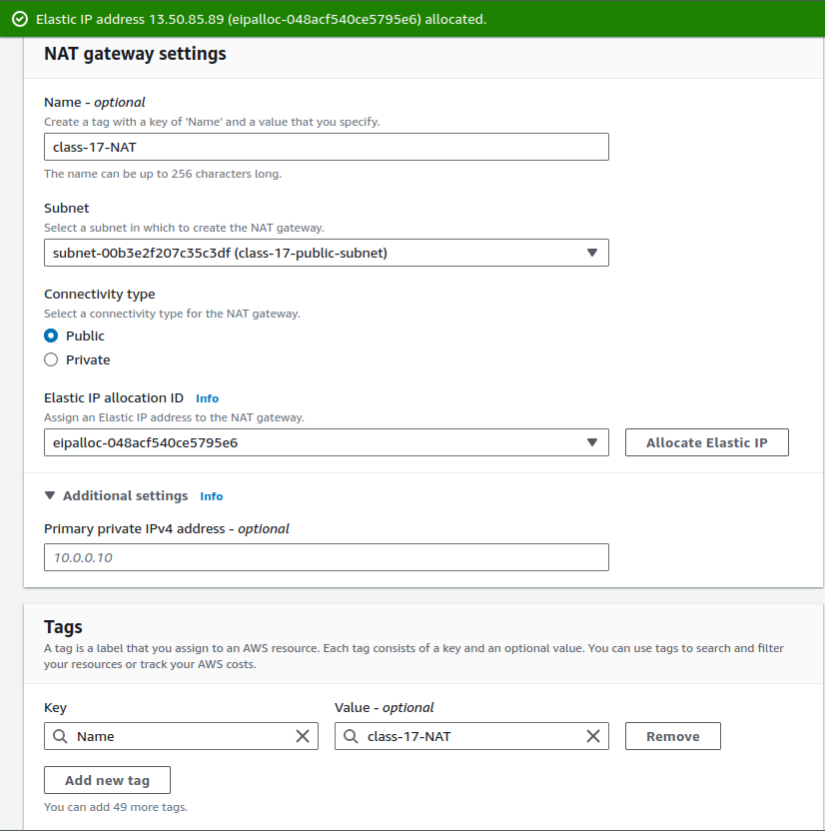 Elastic IP address 13.50.85.89 (eipalloc-048acf540ce5795e6) allocated.
NAT gateway settings
Name - optional
Create a tag with a key of 'Name' and a value that you specify.
class-17-NAT
The name can be up to 256 characters long.
Subnet
Select a subnet in which to create the NAT gateway.
subnet-00b3e2f207c35c3df (class-17-public-subnet)
Connectivity type
Select a connectivity type for the NAT gateway.
Public
Private
Elastic IP allocation ID Info
Assign an Elastic IP address to the NAT gateway.
eipalloc-048acf540ce5795e6 Allocate Elastic IP
Additional settings Info
Primary private IPv4 address - optional
10.0.0.10
Tags
A tag is a label that you assign to an AWS resource. Each tag consists of a key and an optional value. You can use tags to search and filter
your resources or track your AWS costs.
Key Value - optional
Name class-17-NAT Remove
Add new tag
You can add 49 more tags.